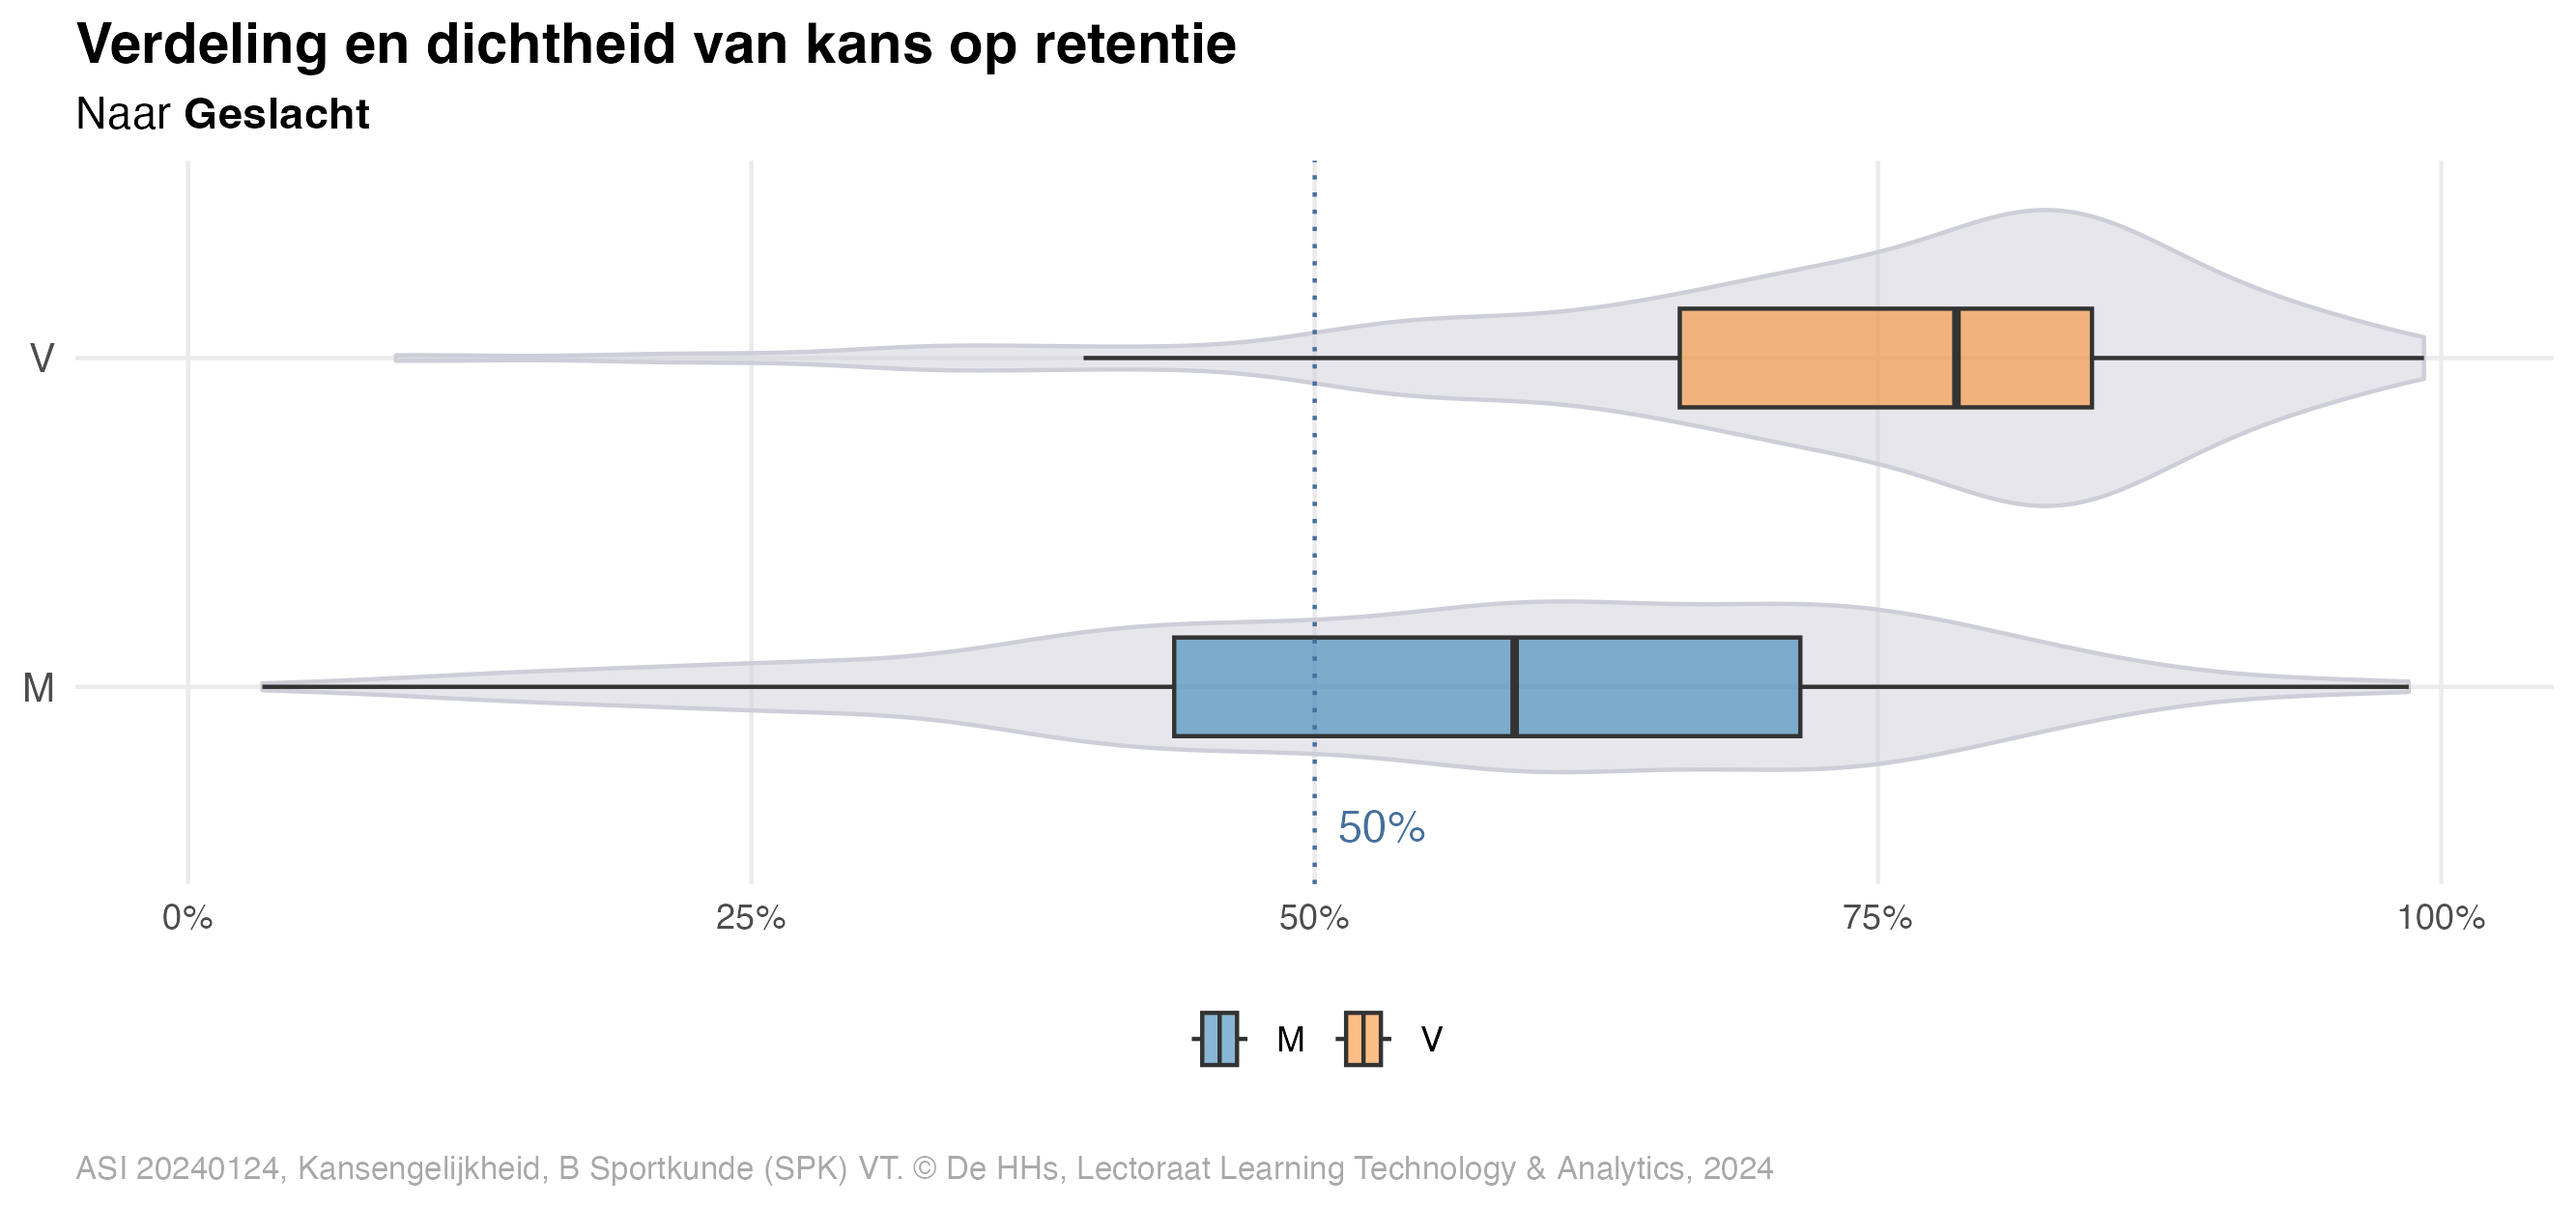 Verdeling en dichtheid van kans op retentie
Naar Geslacht
V
M
50%
0% 25% 50% 75% 100%
M V
ASI 20240124, Kansengelijkheid, B Sportkunde (SPK) VT. © De HHs, Lectoraat Learning Technology & Analytics, 2024